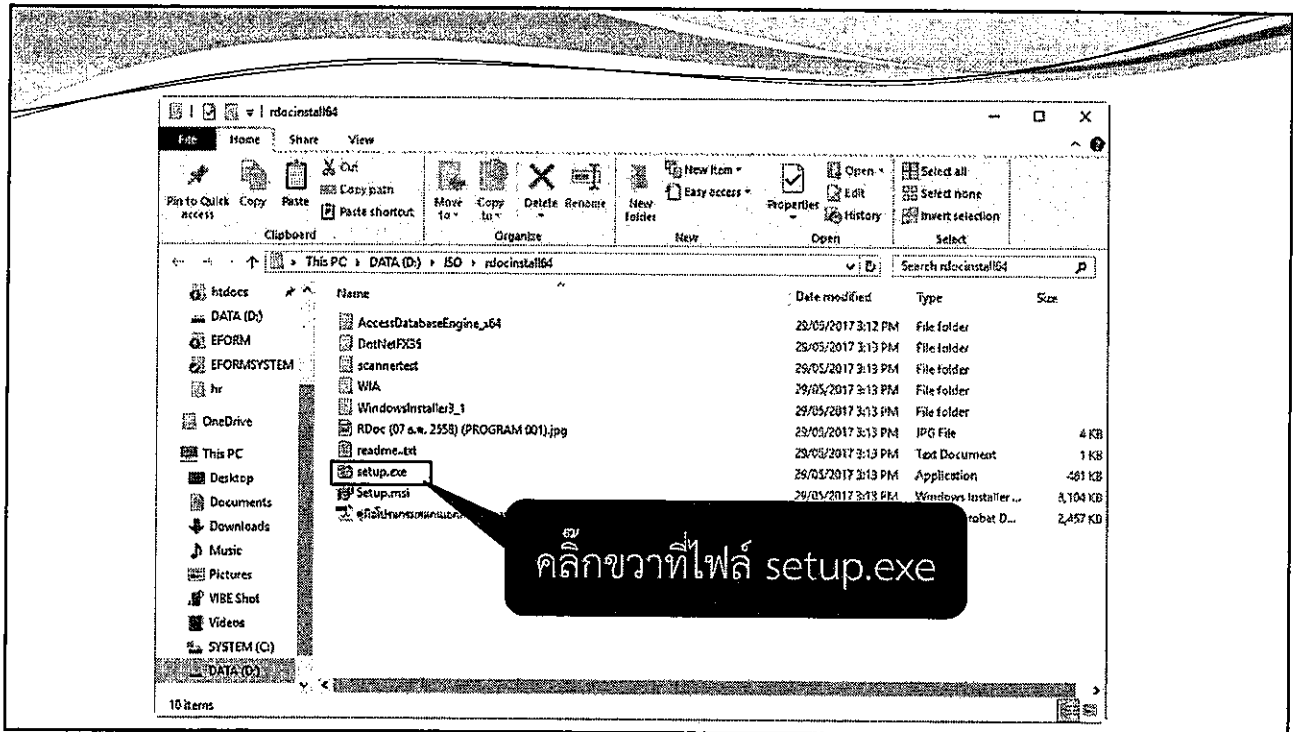 rdocinstall64
File Home Share View
Pin to Quick access Copy Paste Cut Copy path Paste shortcut Move to Copy to Delete Rename New folder New item Easy access Properties Open Edit History Select all Select none Invert selection
Clipboard Organize New Open Select
This PC DATA (D:) ISO rdocinstall64 Search rdocinstall64
Name Date modified Type Size
htdocs
DATA (D:)
EFORM
EFORMSYSTEM
hr
OneDrive
This PC
Desktop
Documents
Downloads
Music
Pictures
VIBE Shot
Videos
SYSTEM (C:)
DATA (D:)
AccessDatabaseEngine_x64 29/05/2017 3:12 PM File folder
DotNetFX35 29/05/2017 3:13 PM File folder
scannertest 29/05/2017 3:13 PM File folder
WIA 29/05/2017 3:13 PM File folder
WindowsInstaller3_1 29/05/2017 3:13 PM File folder
RDoc (07 ธ.ค. 2558) (PROGRAM 001).jpg 29/05/2017 3:13 PM JPG File 4 KB
readme..txt 29/05/2017 3:13 PM Text Document 1 KB
setup.exe 29/05/2017 3:13 PM Application 481 KB
Setup.msi 29/05/2017 3:13 PM Windows Installer ... 8,104 KB
robat D... 2,457 KB
คลิ๊กขวาที่ไฟล์ setup.exe
10 items